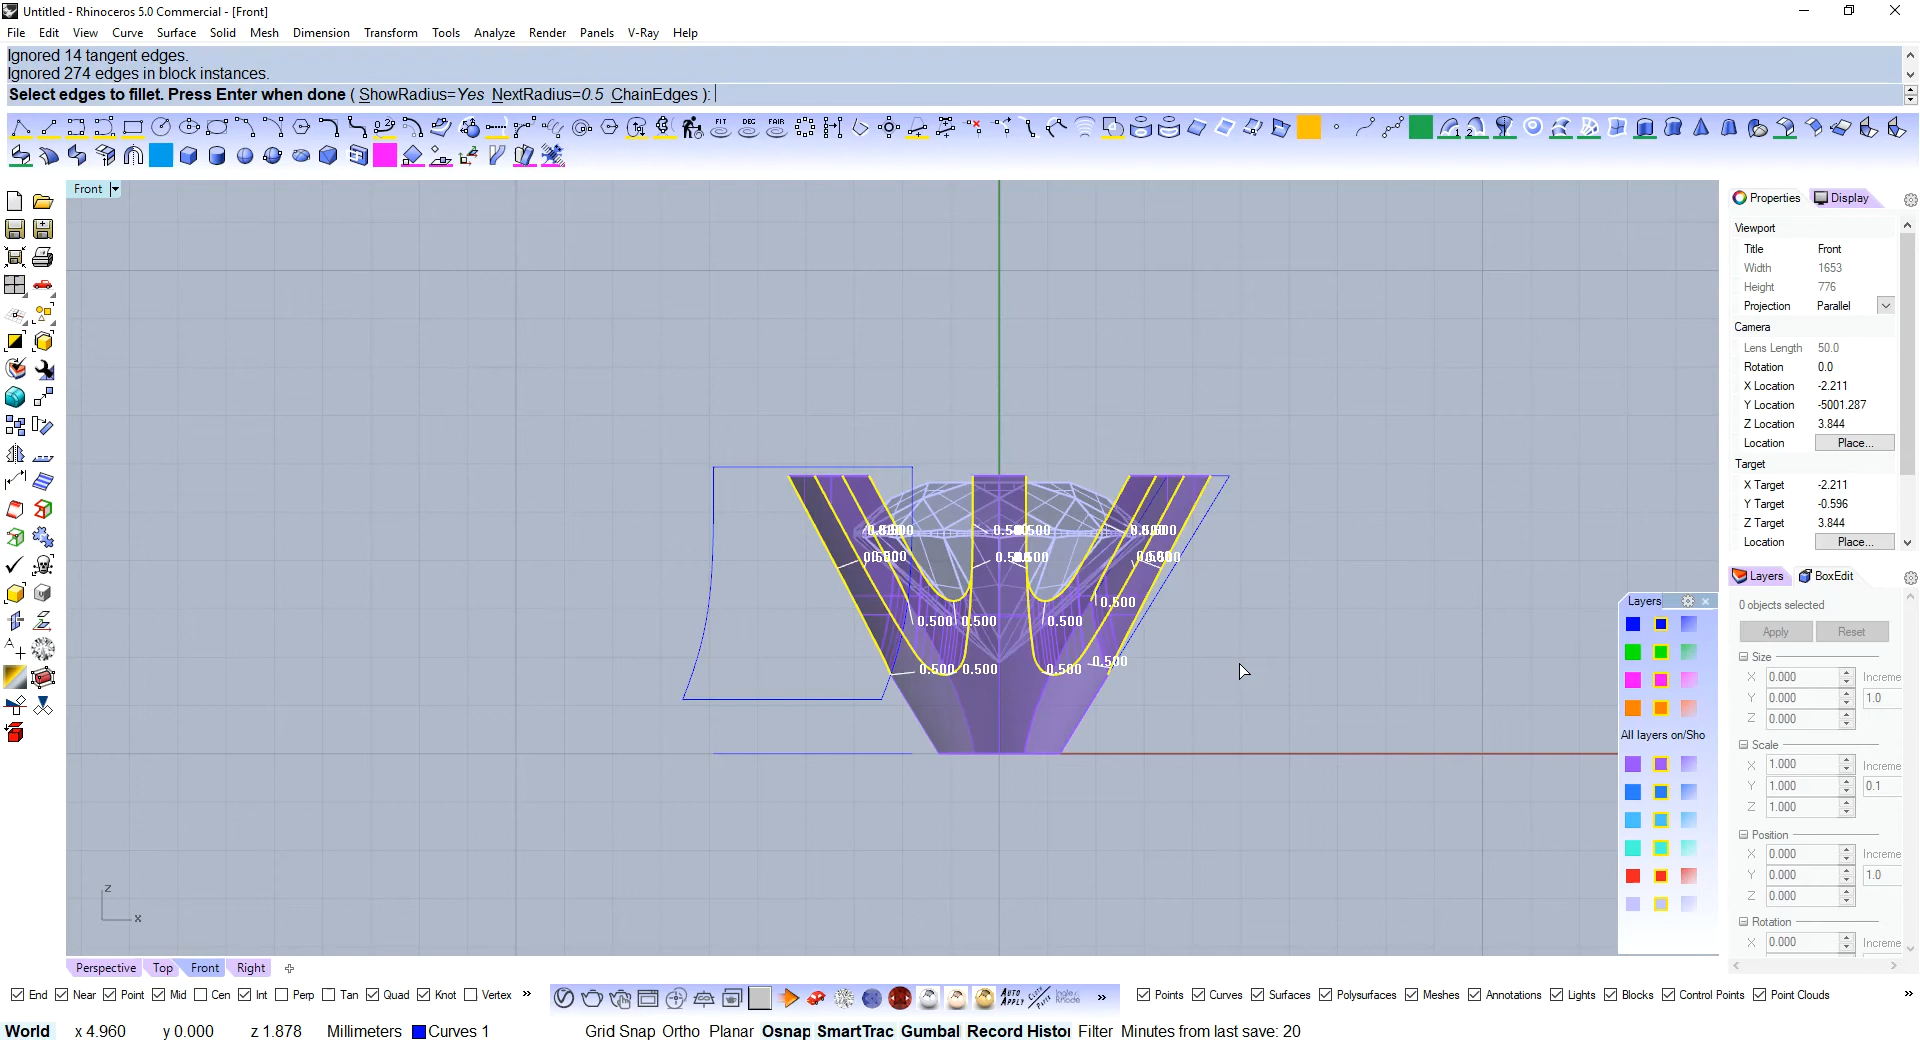 Untitled - Rhinoceros 5.0 Commercial - [Front]
File Edit View Curve Surface Solid Mesh Dimension Transform Tools Analyze Render Panels V-Ray Help
Ignored 14 tangent edges.
Ignored 274 edges in block instances.
Select edges to fillet. Press Enter when done ( ShowRadius=Yes NextRadius=0.5 ChainEdges ):
FIT DEG FAIR
Front
Properties Display
Viewport
Title Front
Width 1653
Height 776
Projection Parallel
Camera
Lens Length 50.0
Rotation 0.0
X Location -2.211
Y Location -5001.287
Z Location 3.844
Location Place...
Target
X Target -2.211
Y Target -0.596
Z Target 3.844
Location Place...
0.500
0.500 0.500 0.500
0.500 0.500 0.500 0.500
Layers BoxEdit
0 objects selected
Apply Reset
Size
X 0.000 Increme
Y 0.000 1.0
Z 0.000
Scale
X 1.000 Increme
Y 1.000 0.1
Z 1.000
Position
X 0.000 Increme
Y 0.000 1.0
Z 0.000
Rotation
X 0.000 Increme
Layers
All layers on/Sho
z
x
Perspective Top Front Right
End Near Point Mid Cen Int Perp Tan Quad Knot Vertex »
AUTO APPLY
»
Points Curves Surfaces Polysurfaces Meshes Annotations Lights Blocks Control Points Point Clouds »
World x 4.960 y 0.000 z 1.878 Millimeters Curves 1 Grid Snap Ortho Planar Osnap SmartTrac Gumbal Record Histor Filter Minutes from last save: 20